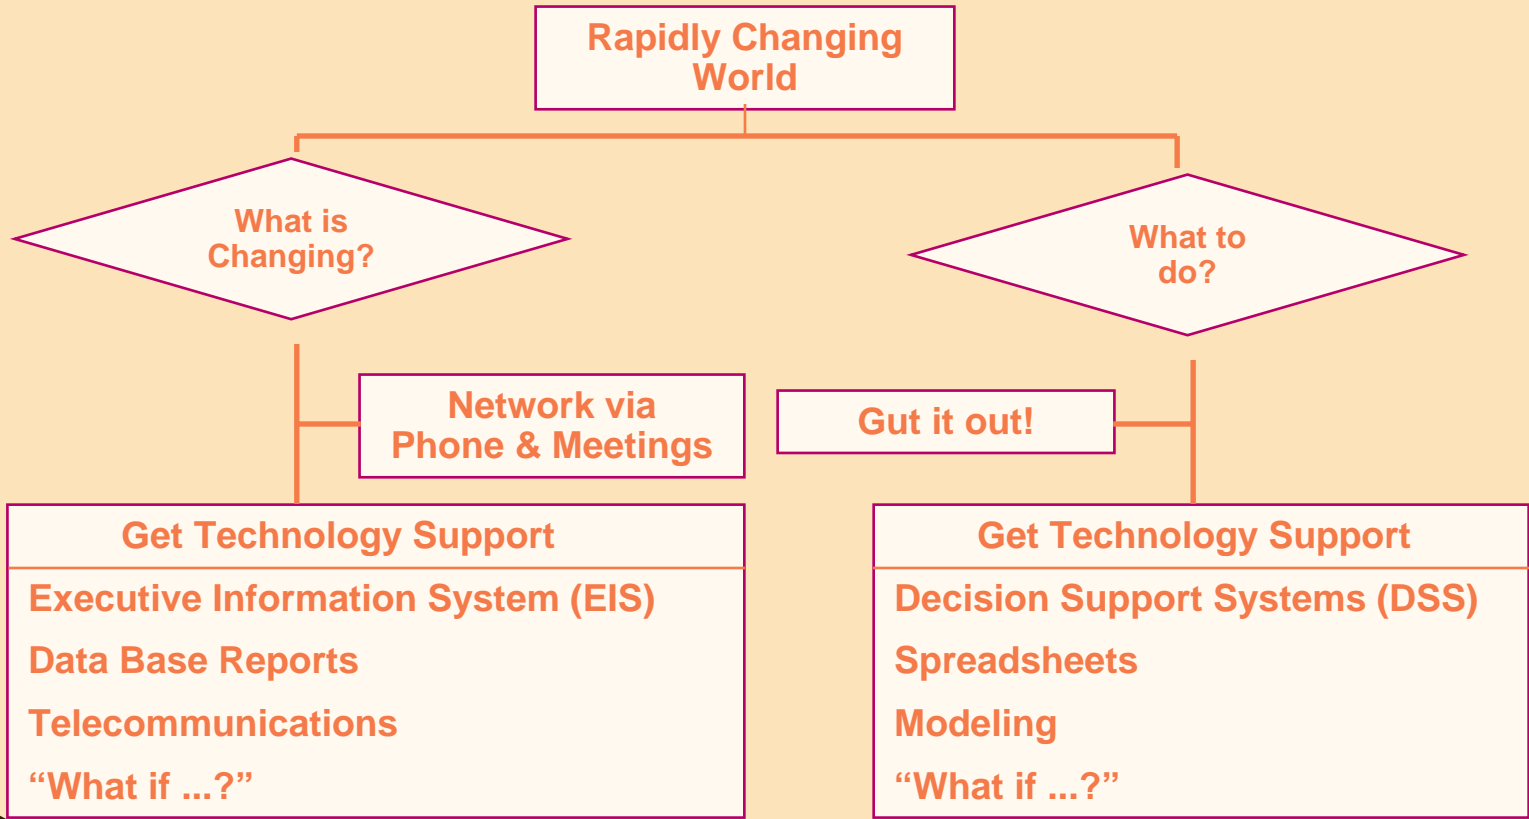 Rapidly Changing
World
What is
Changing?
What to
do?
Network via
Phone & Meetings
Gut it out!
Get Technology Support
Executive Information System (EIS)
Data Base Reports
Telecommunications
“What if ...?”
Get Technology Support
Decision Support Systems (DSS)
Spreadsheets
Modeling
“What if ...?”